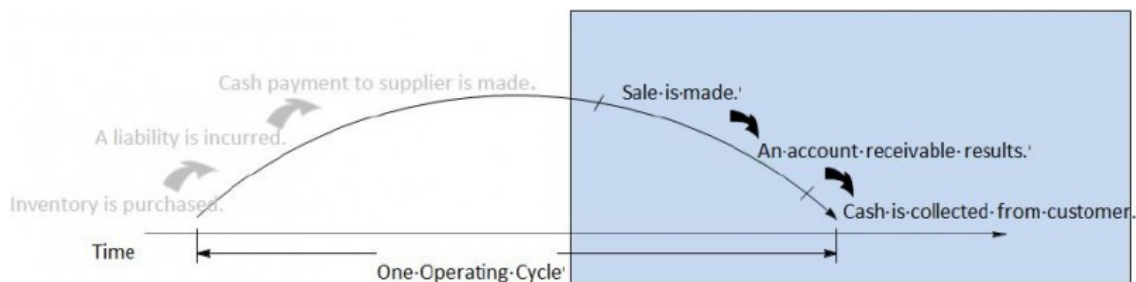 Cash payment to supplier is made.
Sale is made.
A liability is incurred.
An account receivable results.
Inventory is purchased.
Cash is collected from customer.
Time
One Operating Cycle